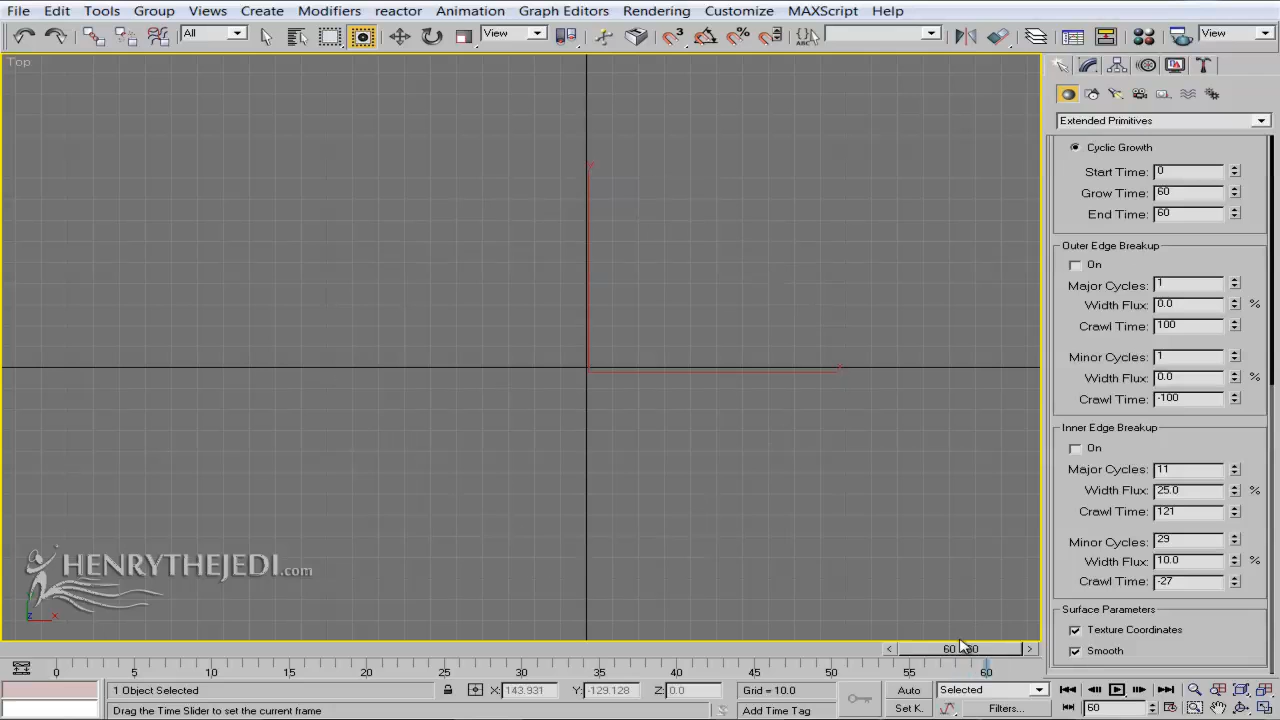 File Edit Tools Group Views Create Modifiers reactor Animation Graph Editors Rendering Customize MAXScript Help
All View View
Top
Extended Primitives
Cyclic Growth
Start Time: 0
Grow Time: 60
End Time: 60
Outer Edge Breakup
On
Major Cycles: 1
Width Flux: 0.0 %
Crawl Time: 100
Minor Cycles: 1
Width Flux: 0.0 %
Crawl Time: -100
Inner Edge Breakup
On
Major Cycles: 11
Width Flux: 25.0 %
Crawl Time: 121
Minor Cycles: 29
Width Flux: 10.0 %
Crawl Time: -27
Surface Parameters
Texture Coordinates
Smooth
HENRYTHEJEDI.com
0 5 10 15 20 25 30 35 40 45 50 55 60
1 Object Selected X: 143.931 Y: -129.128 Z: 0.0 Grid = 10.0 Auto Selected
Drag the Time Slider to set the current frame Add Time Tag Set K. Filters... 60